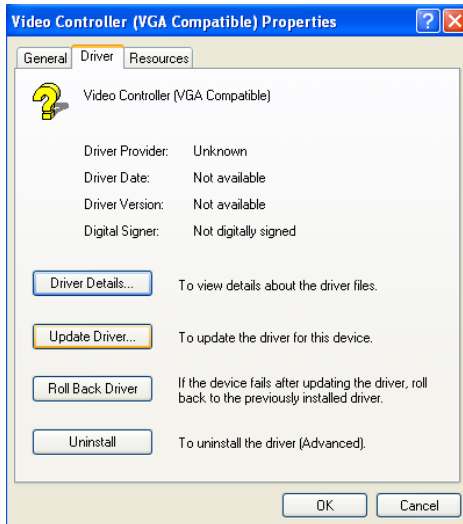 Video Controller (VGA Compatible) Properties
General Driver Resources
Video Controller (VGA Compatible)
Driver Provider: Unknown
Driver Date: Not available
Driver Version: Not available
Digital Signer: Not digitally signed
Driver Details... To view details about the driver files.
Update Driver... To update the driver for this device.
Roll Back Driver If the device fails after updating the driver, roll
back to the previously installed driver.
Uninstall To uninstall the driver (Advanced).
OK Cancel